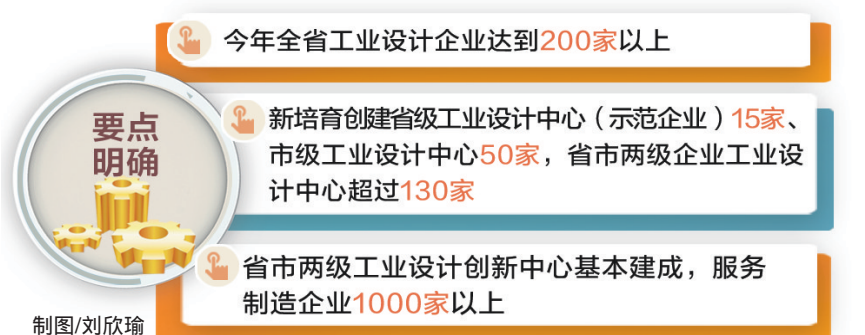 今年全省工业设计企业达到200家以上
要点
明确
新培育创建省级工业设计中心（示范企业）15家、
市级工业设计中心50家，省市两级企业工业设
计中心超过130家
省市两级工业设计创新中心基本建成，服务
制造企业1000家以上
制图/刘欣瑜